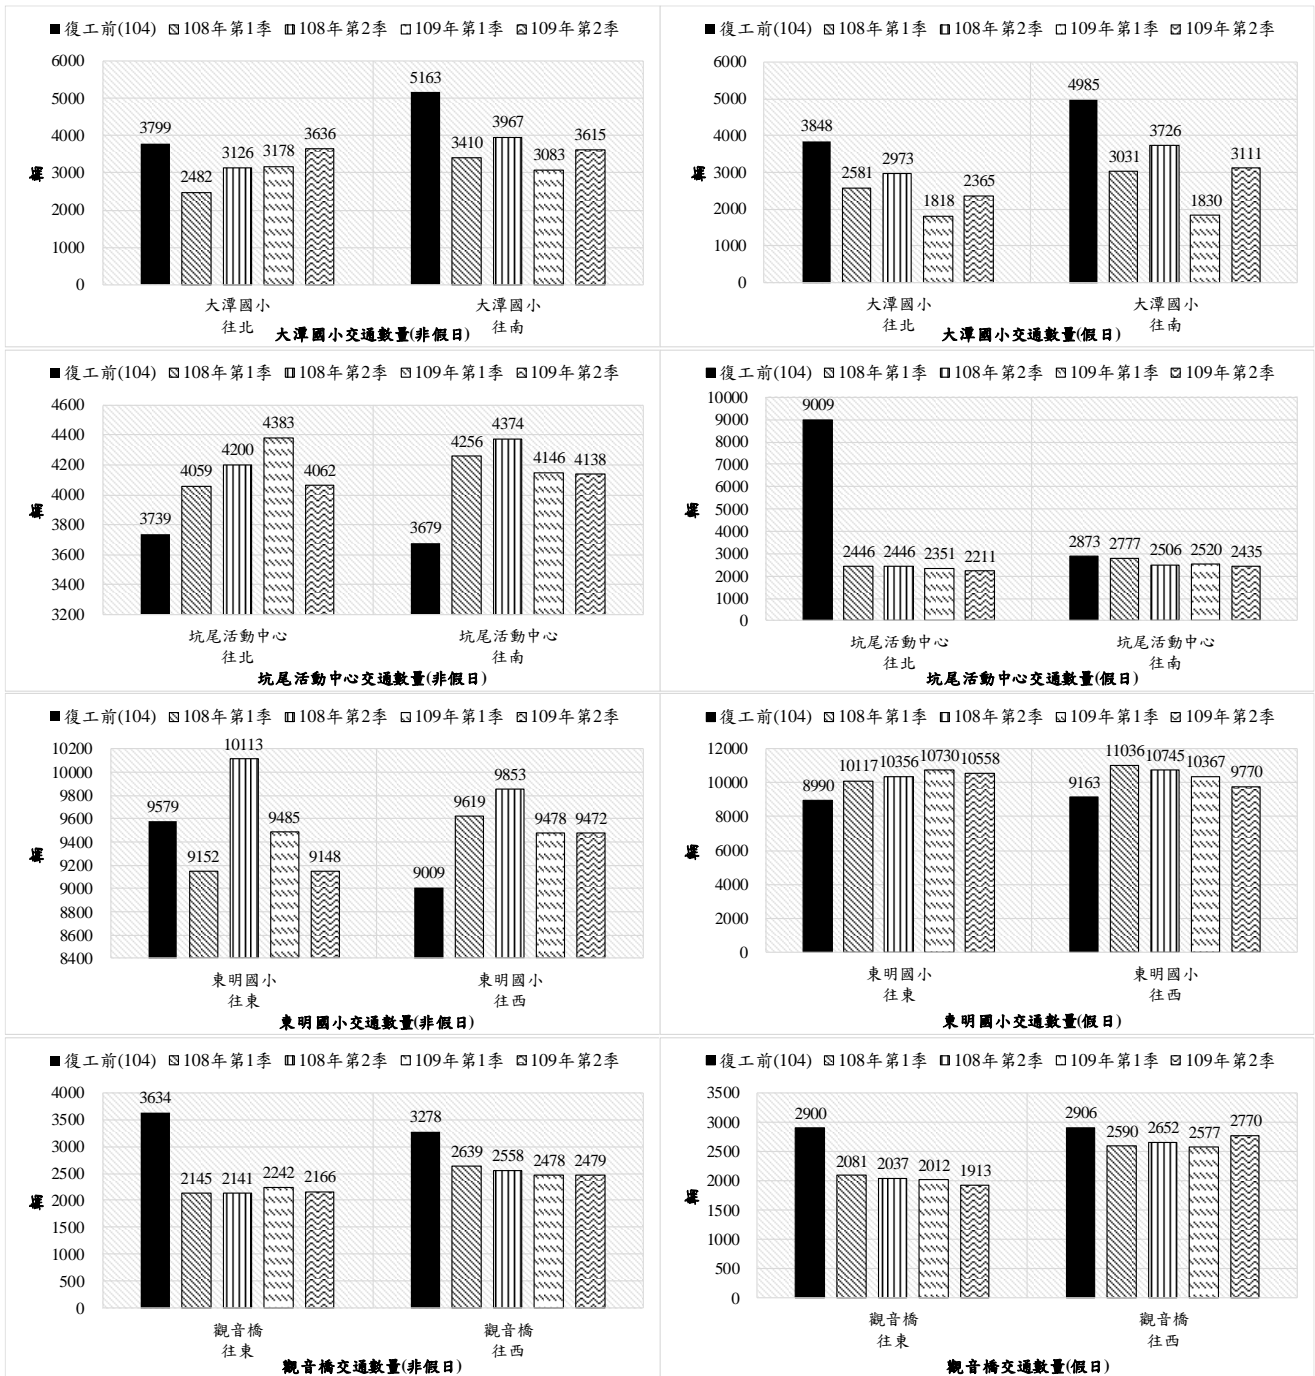 ■復工前(104) 108年第1季 108年第2季 109年第1季 109年第2季
6000
5000
4000
3000
2000
1000
0
輛
3799 2482 3126 3178 3636
5163 3410 3967 3083 3615
大潭國小 大潭國小
往北 往南
大潭國小交通數量(非假日)
■復工前(104) 108年第1季 108年第2季 109年第1季 109年第2季
6000
5000
4000
3000
2000
1000
0
輛
3848 2581 2973 1818 2365
4985 3031 3726 1830 3111
大潭國小 大潭國小
往北 往南
大潭國小交通數量(假日)
■復工前(104) 108年第1季 108年第2季 109年第1季 109年第2季
4600
4400
4200
4000
3800
3600
3400
3200
輛
3739 4059 4200 4383 4062
3679 4256 4374 4146 4138
坑尾活動中心 坑尾活動中心
往北 往南
坑尾活動中心交通數量(非假日)
■復工前(104) 108年第1季 108年第2季 109年第1季 109年第2季
10000
9000
8000
7000
6000
5000
4000
3000
2000
1000
0
輛
9009 2446 2446 2351 2211
2873 2777 2506 2520 2435
坑尾活動中心 坑尾活動中心
往北 往南
坑尾活動中心交通數量(假日)
■復工前(104) 108年第1季 108年第2季 109年第1季 109年第2季
10200
10000
9800
9600
9400
9200
9000
8800
8600
8400
輛
9579 9152 10113 9485 9148
9009 9619 9853 9478 9472
東明國小 東明國小
往東 往西
東明國小交通數量(非假日)
■復工前(104) 108年第1季 108年第2季 109年第1季 109年第2季
12000
10000
8000
6000
4000
2000
0
輛
8990 10117 10356 10730 10558
9163 11036 10745 10367 9770
東明國小 東明國小
往東 往西
東明國小交通數量(假日)
■復工前(104) 108年第1季 108年第2季 109年第1季 109年第2季
4000
3500
3000
2500
2000
1500
1000
500
0
輛
3634 2145 2141 2242 2166
3278 2639 2558 2478 2479
觀音橋 觀音橋
往東 往西
觀音橋交通數量(非假日)
■復工前(104) 108年第1季 108年第2季 109年第1季 109年第2季
3500
3000
2500
2000
1500
1000
500
0
輛
2900 2081 2037 2012 1913
2906 2590 2652 2577 2770
觀音橋 觀音橋
往東 往西
觀音橋交通數量(假日)